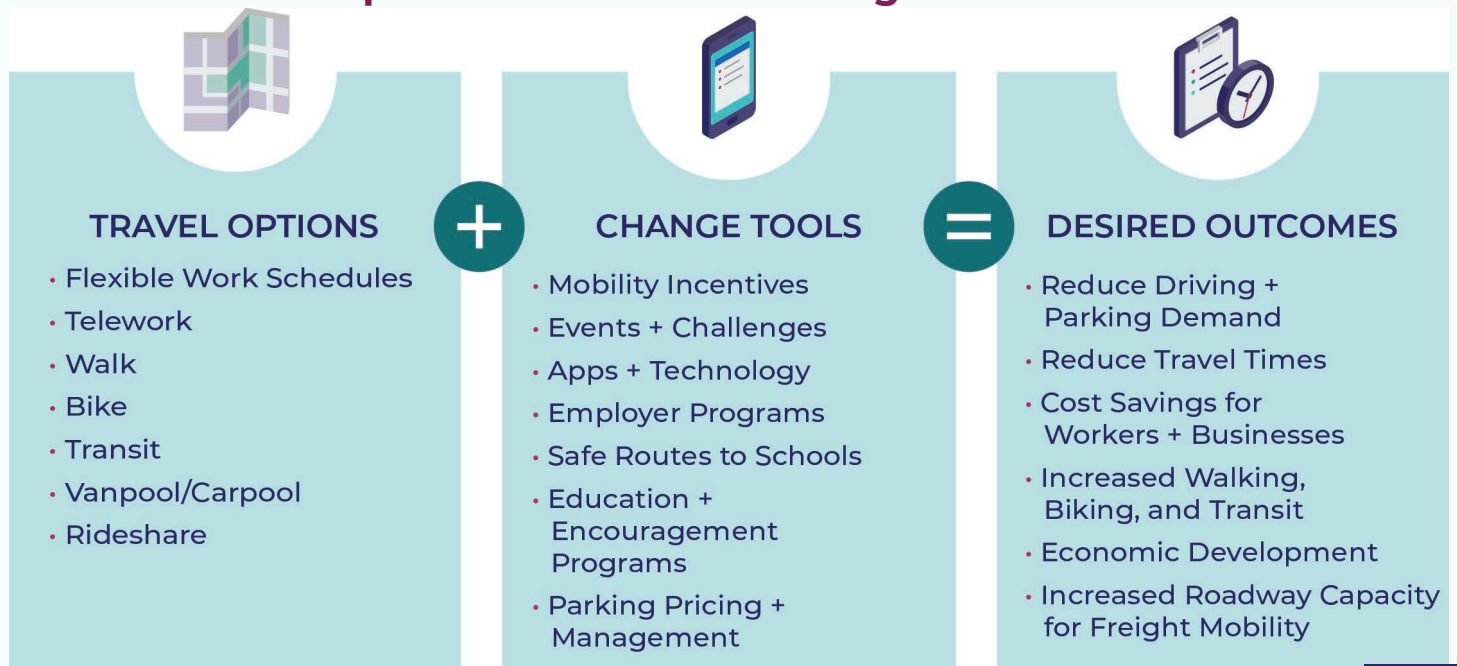 TRAVEL OPTIONS
• Flexible Work Schedules
• Telework
• Walk
• Bike
• Transit
• Vanpool/Carpool
• Rideshare
+
CHANGE TOOLS
• Mobility Incentives
• Events + Challenges
• Apps + Technology
• Employer Programs
• Safe Routes to Schools
• Education +
Encouragement
Programs
• Parking Pricing +
Management
=
DESIRED OUTCOMES
• Reduce Driving +
Parking Demand
• Reduce Travel Times
• Cost Savings for
Workers + Businesses
• Increased Walking,
Biking, and Transit
• Economic Development
• Increased Roadway Capacity
for Freight Mobility